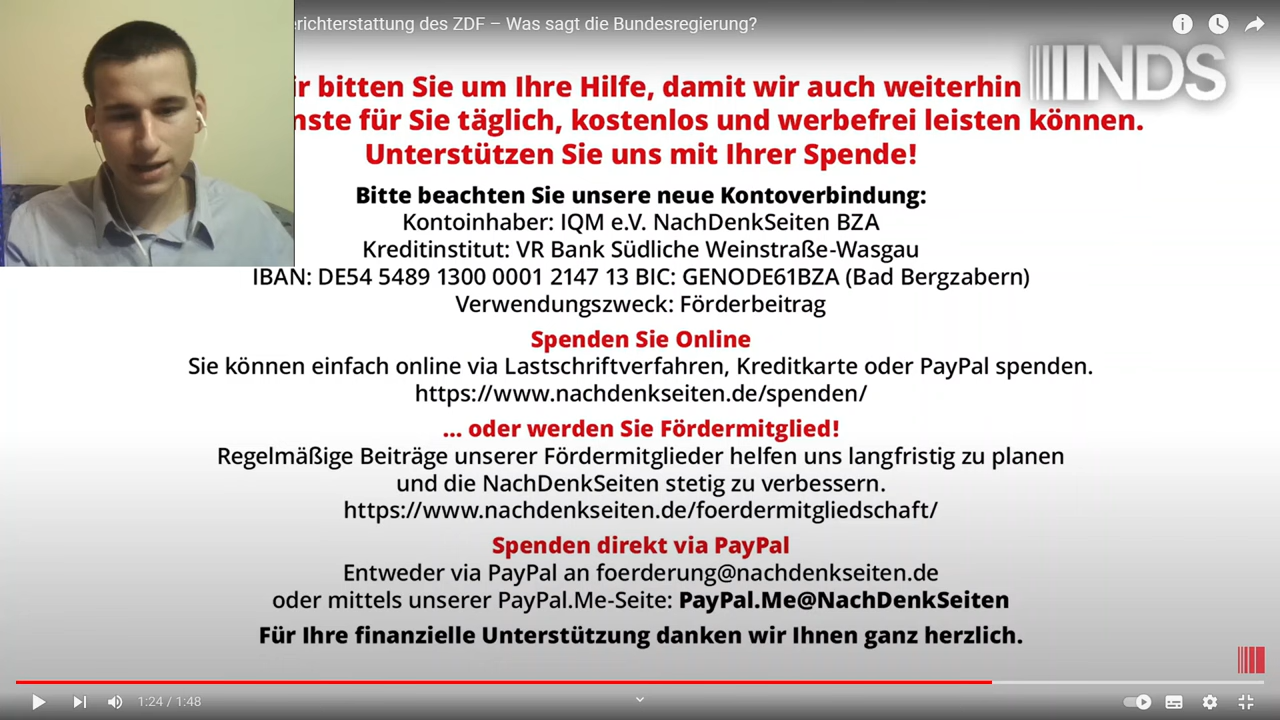 erichterstattung des ZDF – Was sagt die Bundesregierung?
NDS
ir bitten Sie um Ihre Hilfe, damit wir auch weiterhin
nste für Sie täglich, kostenlos und werbefrei leisten können.
Unterstützen Sie uns mit Ihrer Spende!
Bitte beachten Sie unsere neue Kontoverbindung:
Kontoinhaber: IQM e.V. NachDenkSeiten BZA
Kreditinstitut: VR Bank Südliche Weinstraße-Wasgau
IBAN: DE54 5489 1300 0001 2147 13 BIC: GENODE61BZA (Bad Bergzabern)
Verwendungszweck: Förderbeitrag
Spenden Sie Online
Sie können einfach online via Lastschriftverfahren, Kreditkarte oder PayPal spenden.
https://www.nachdenkseiten.de/spenden/
... oder werden Sie Fördermitglied!
Regelmäßige Beiträge unserer Fördermitglieder helfen uns langfristig zu planen
und die NachDenkSeiten stetig zu verbessern.
https://www.nachdenkseiten.de/foerdermitgliedschaft/
Spenden direkt via PayPal
Entweder via PayPal an foerderung@nachdenkseiten.de
oder mittels unserer PayPal.Me-Seite: PayPal.Me@NachDenkSeiten
Für Ihre finanzielle Unterstützung danken wir Ihnen ganz herzlich.
1:24 / 1:48